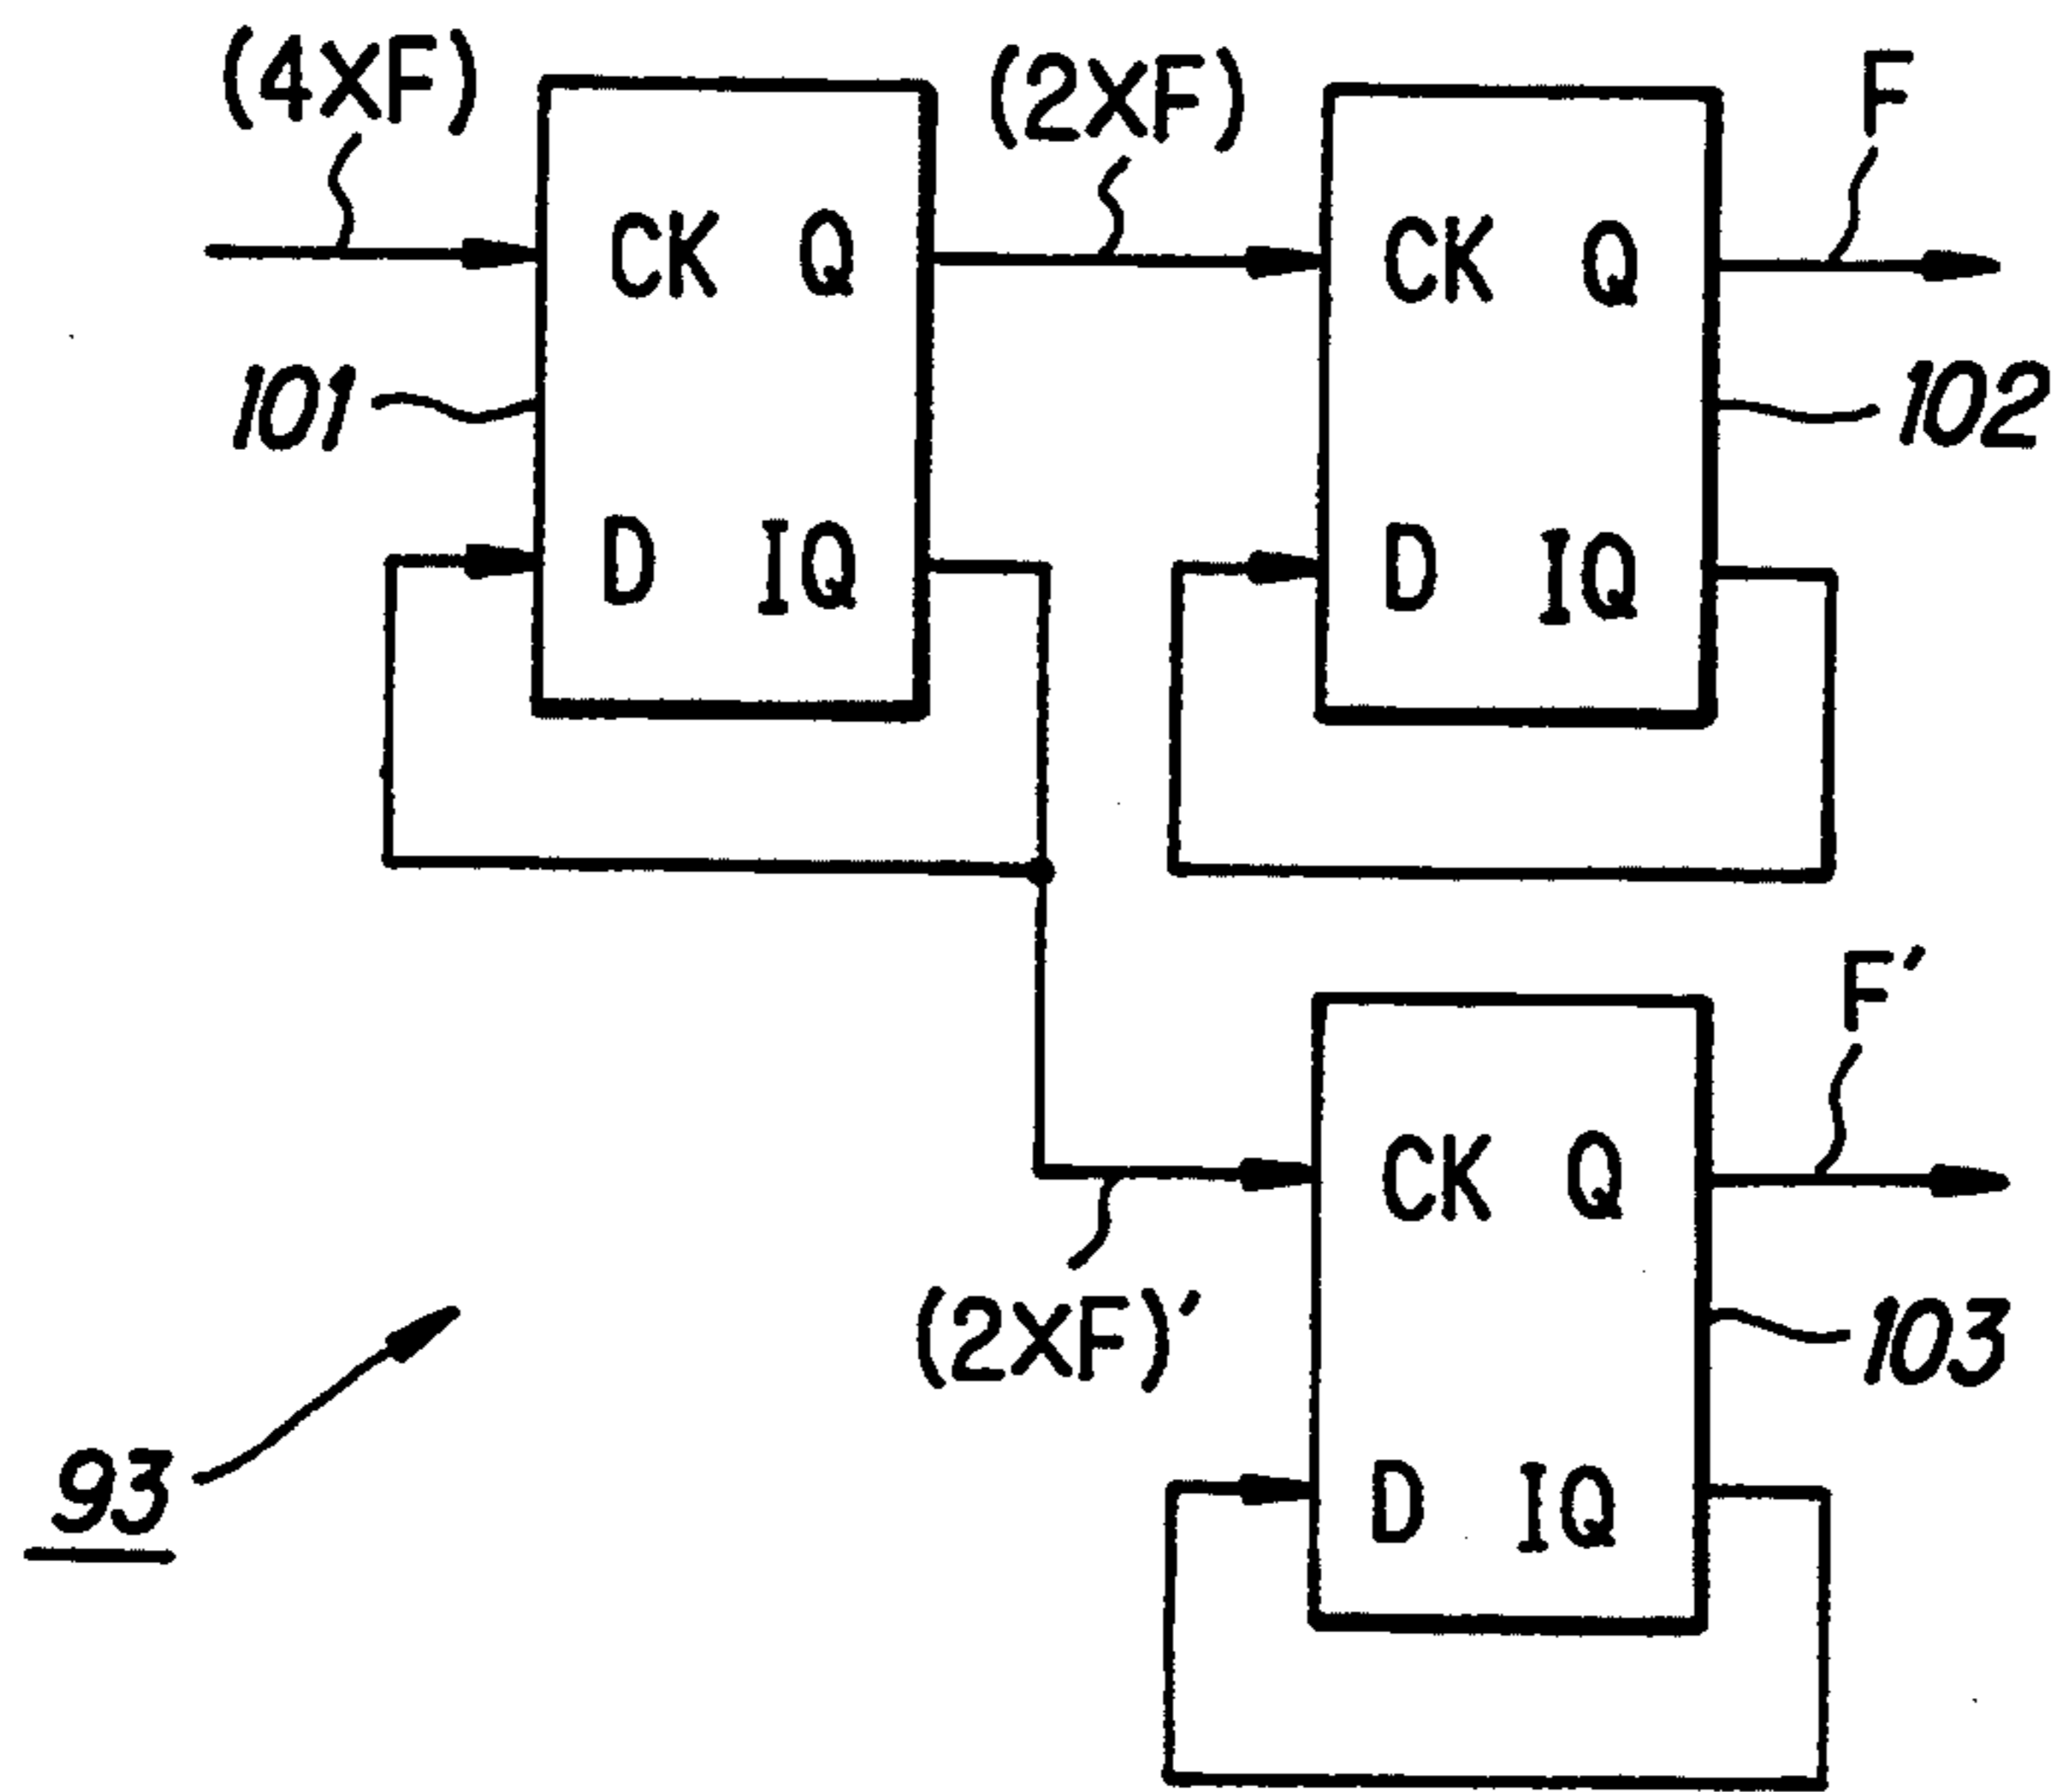 (4XF)
(2XF)
F
CK Q
CK Q
101
102
D IQ
D IQ
F'
CK Q
(2XF)'
103
93
D IQ